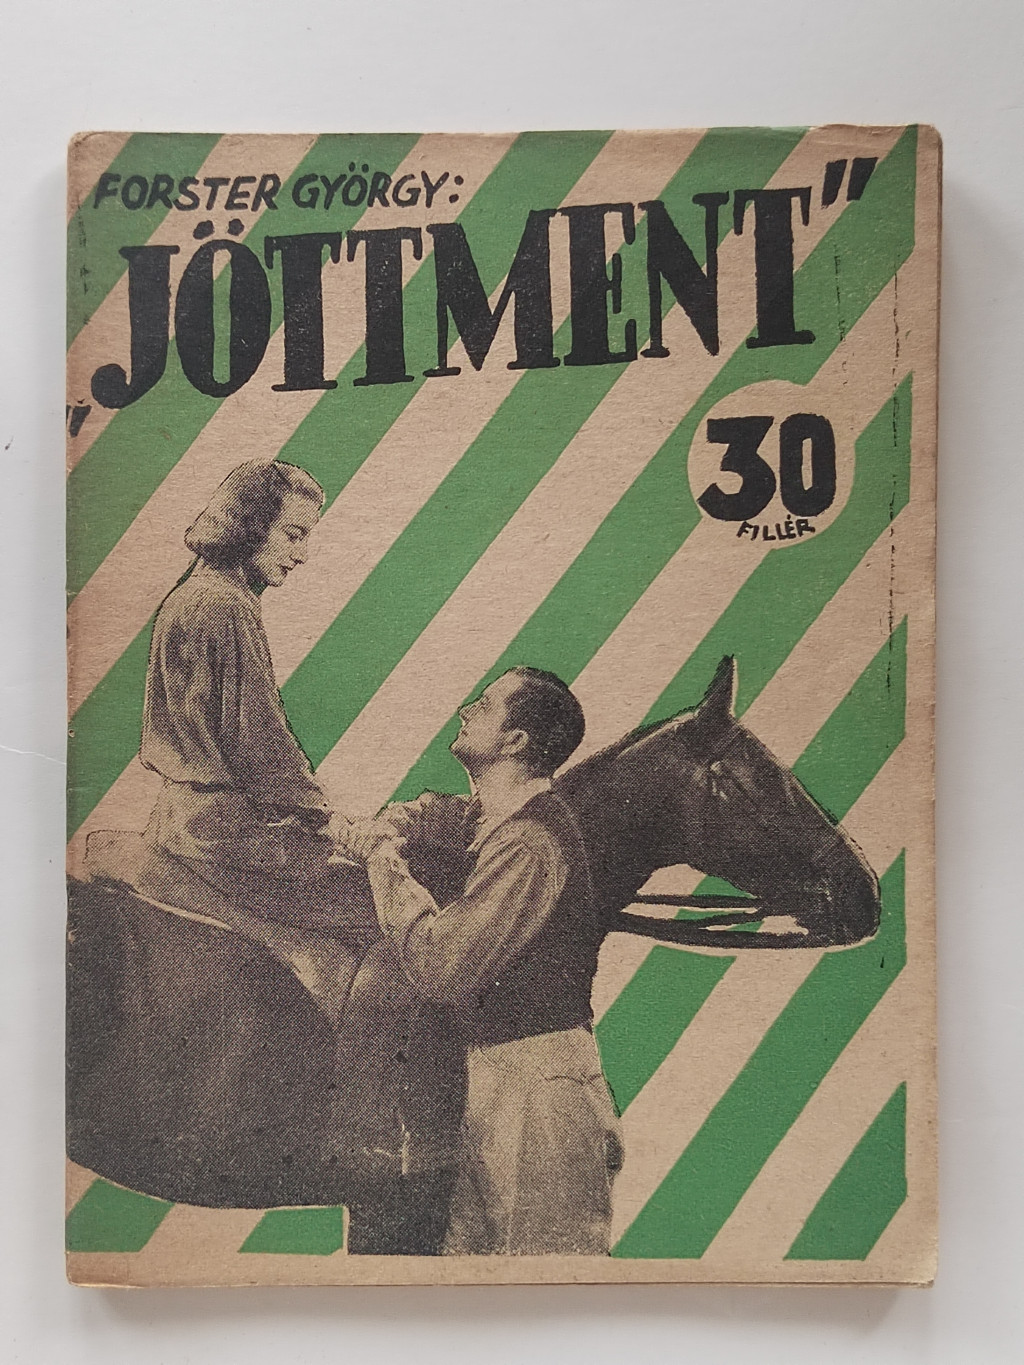 FORSTER GYÖRGY:
„JÖTTMENT"
30
FILLÉR